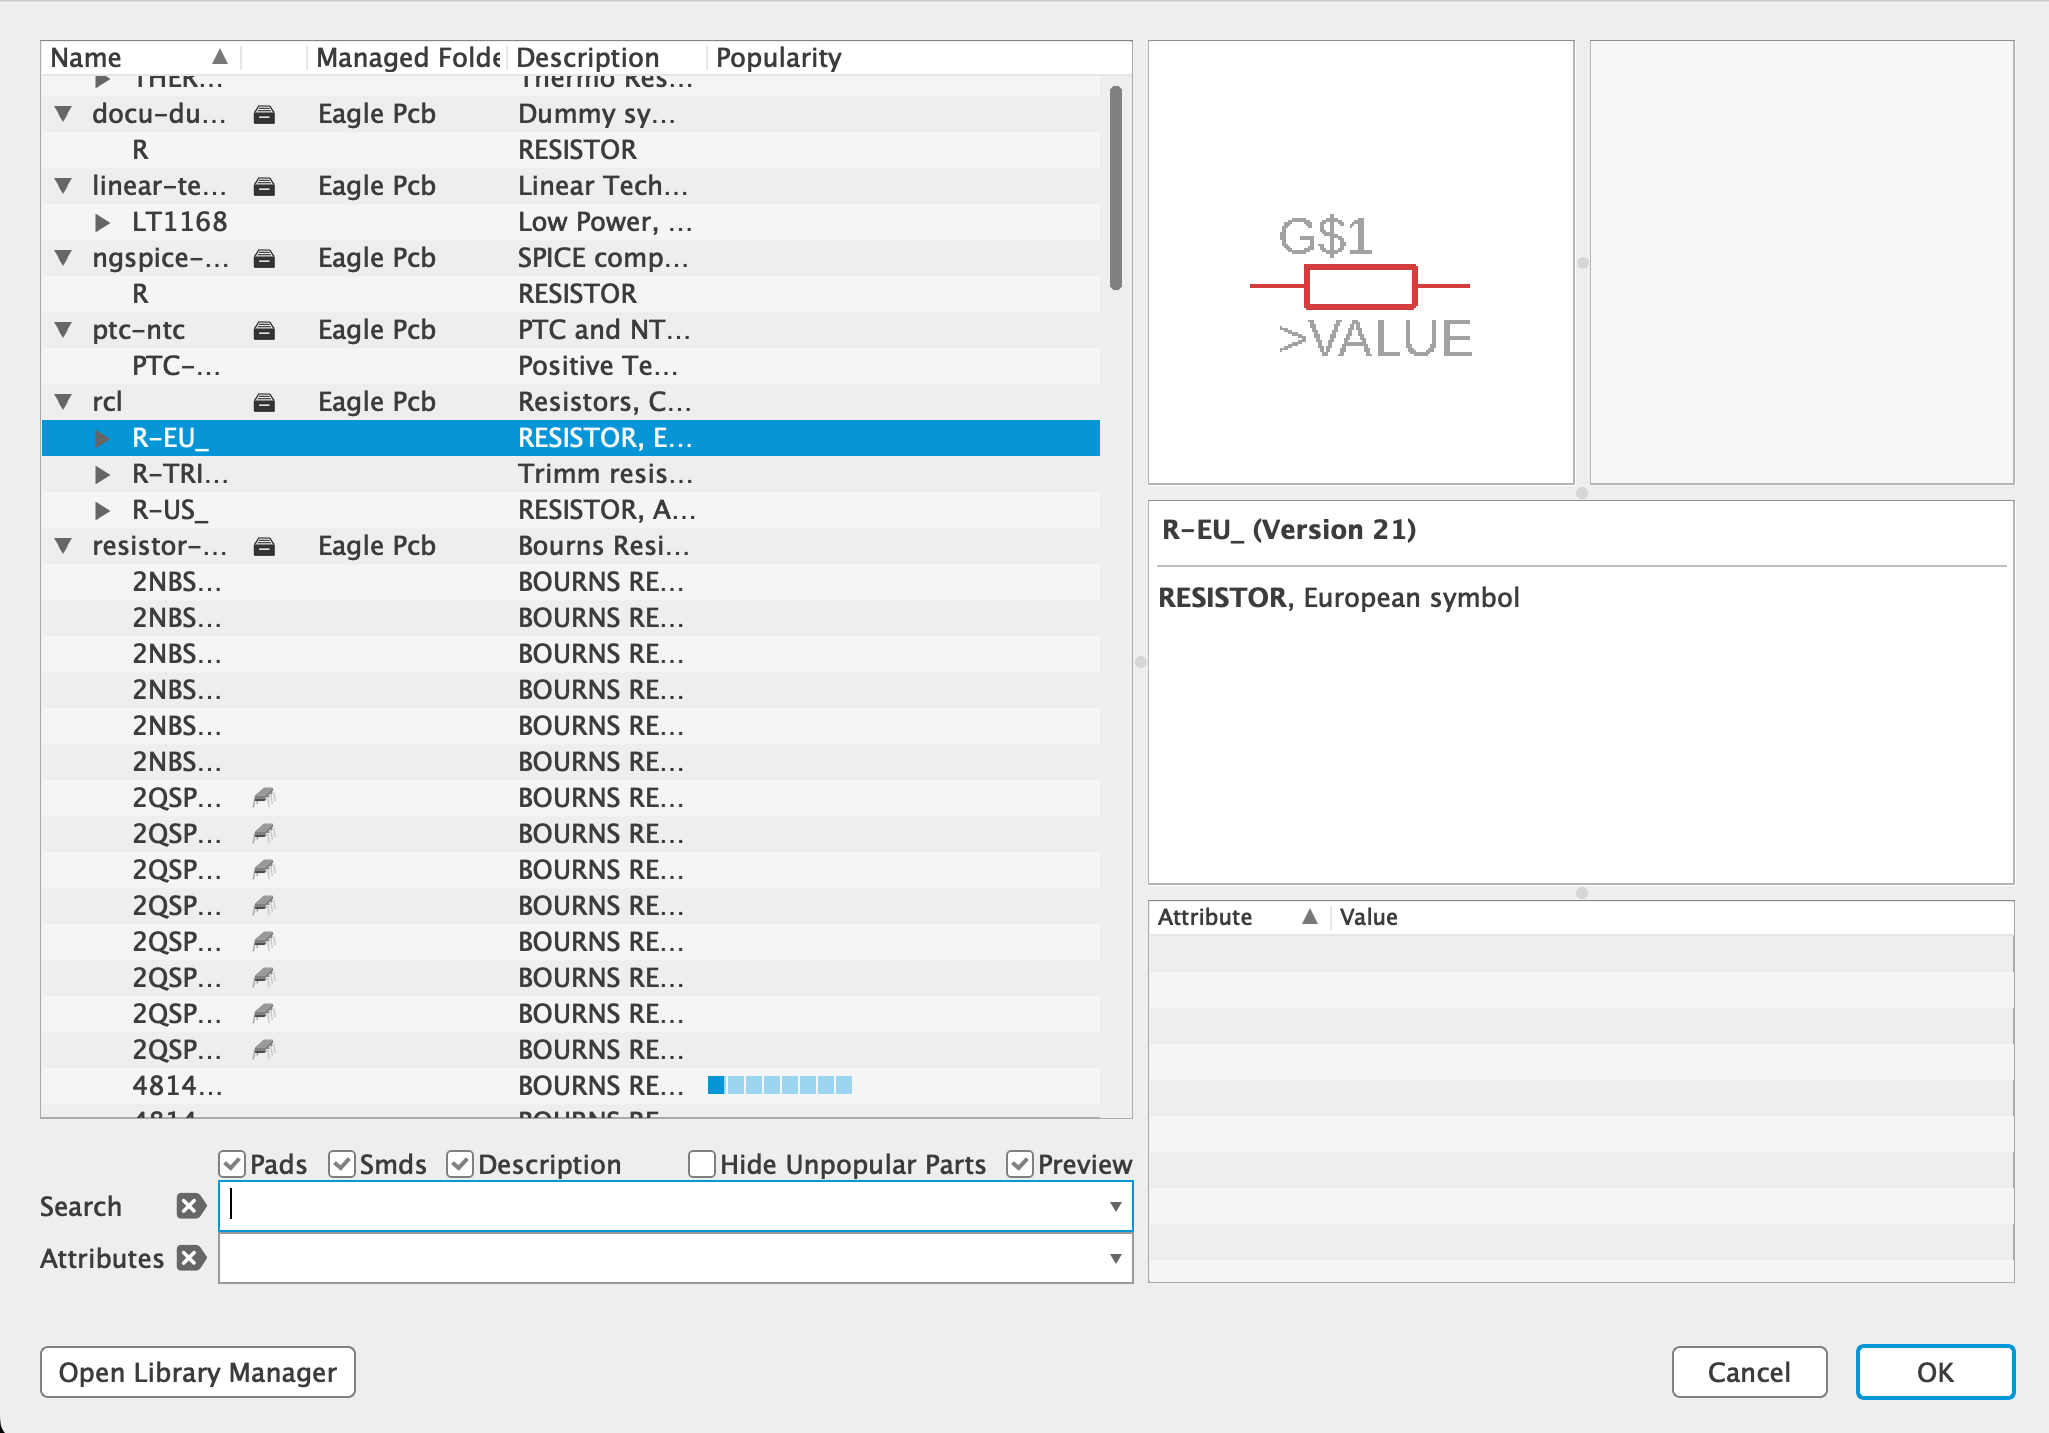 Name Managed Folde Description Popularity
THER... Thermo Res...
docu-du... Eagle Pcb Dummy sy...
R RESISTOR
linear-te... Eagle Pcb Linear Tech...
LT1168 Low Power, ...
ngspice-... Eagle Pcb SPICE comp...
R RESISTOR
ptc-ntc Eagle Pcb PTC and NT...
PTC-... Positive Te...
rcl Eagle Pcb Resistors, C...
R-EU_ RESISTOR, E...
R-TRI... Trimm resis...
R-US_ RESISTOR, A...
resistor-... Eagle Pcb Bourns Resi...
2NBS... BOURNS RE...
2NBS... BOURNS RE...
2NBS... BOURNS RE...
2NBS... BOURNS RE...
2NBS... BOURNS RE...
2NBS... BOURNS RE...
2QSP... BOURNS RE...
2QSP... BOURNS RE...
2QSP... BOURNS RE...
2QSP... BOURNS RE...
2QSP... BOURNS RE...
2QSP... BOURNS RE...
2QSP... BOURNS RE...
2QSP... BOURNS RE...
4814... BOURNS RE...
4814 BOURNS RE
Pads Smds Description Hide Unpopular Parts Preview
Search
Attributes
Open Library Manager
G$1
>VALUE
R-EU_ (Version 21)
RESISTOR, European symbol
Attribute Value
Cancel OK